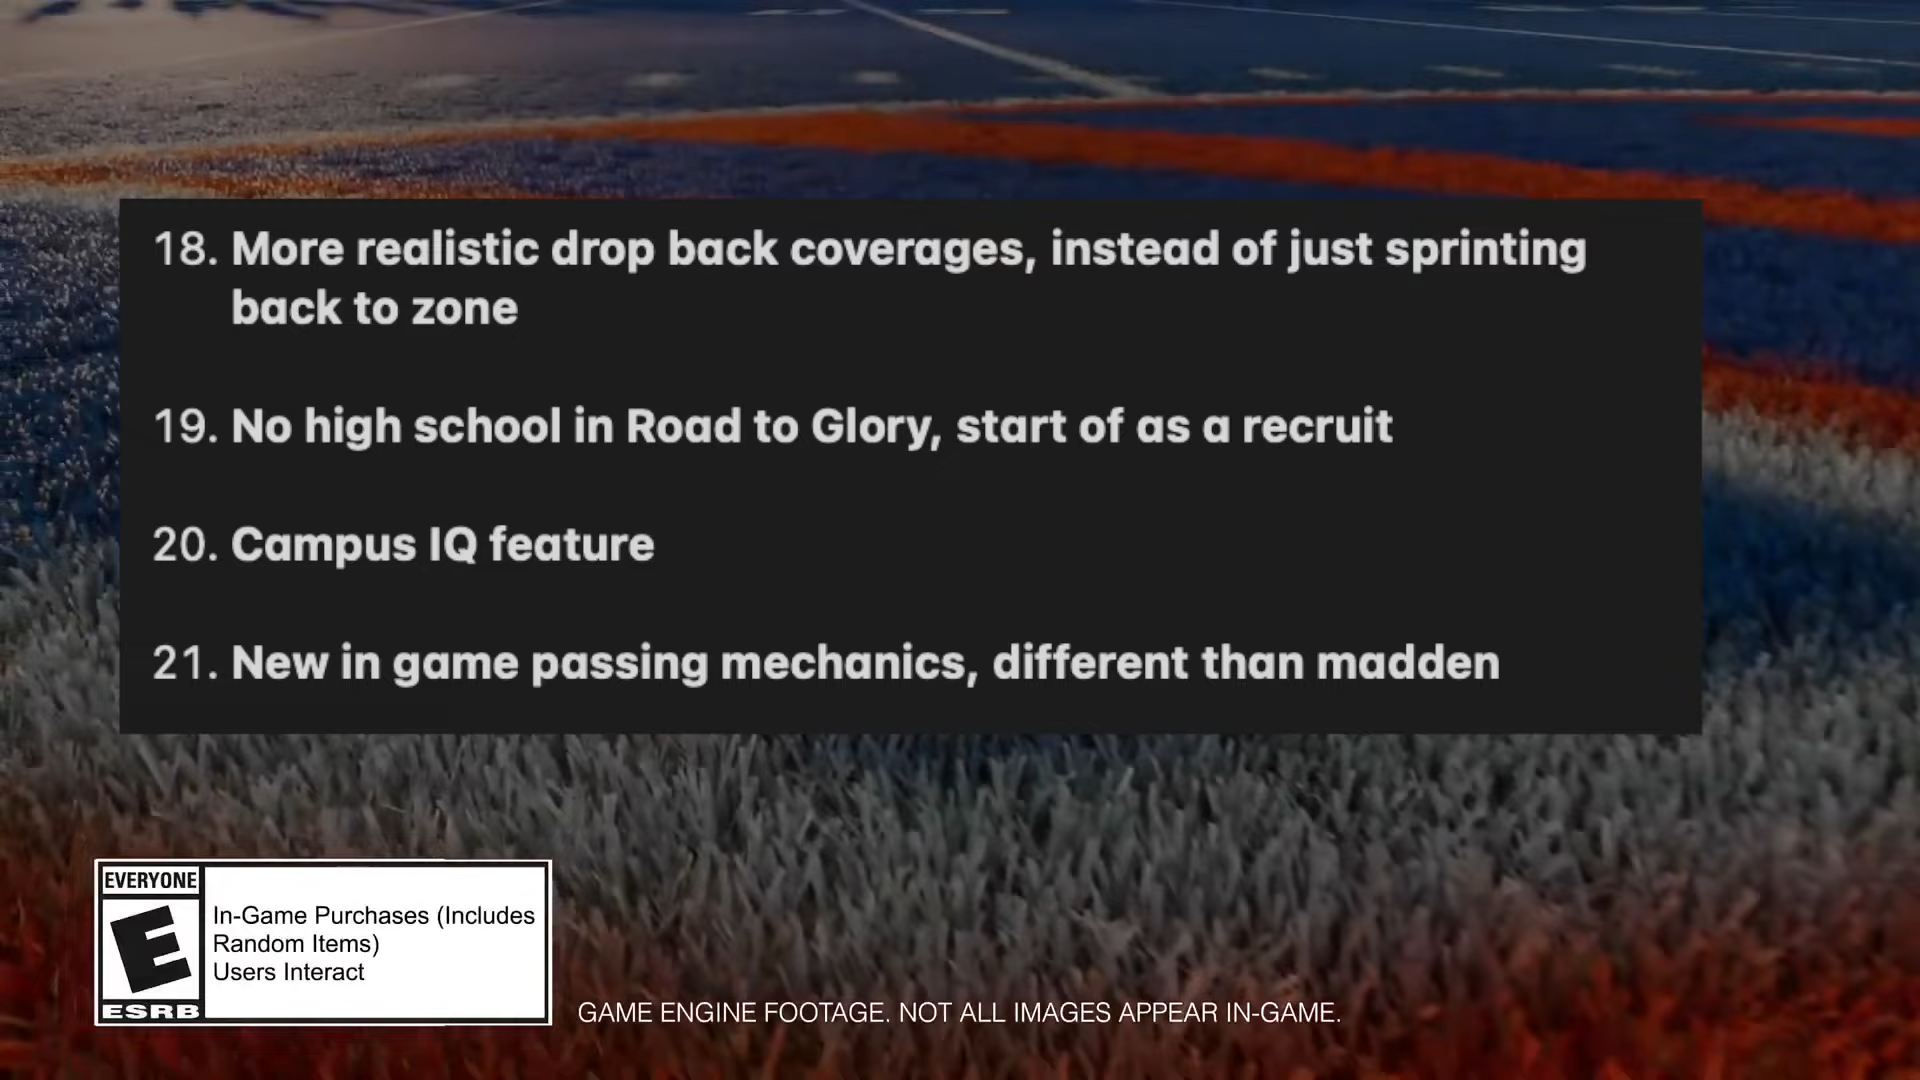 18. More realistic drop back coverages, instead of just sprinting
back to zone
19. No high school in Road to Glory, start of as a recruit
20. Campus IQ feature
21. New in game passing mechanics, different than madden
EVERYONE
E
ESRB
In-Game Purchases (Includes
Random Items)
Users Interact
GAME ENGINE FOOTAGE. NOT ALL IMAGES APPEAR IN-GAME.